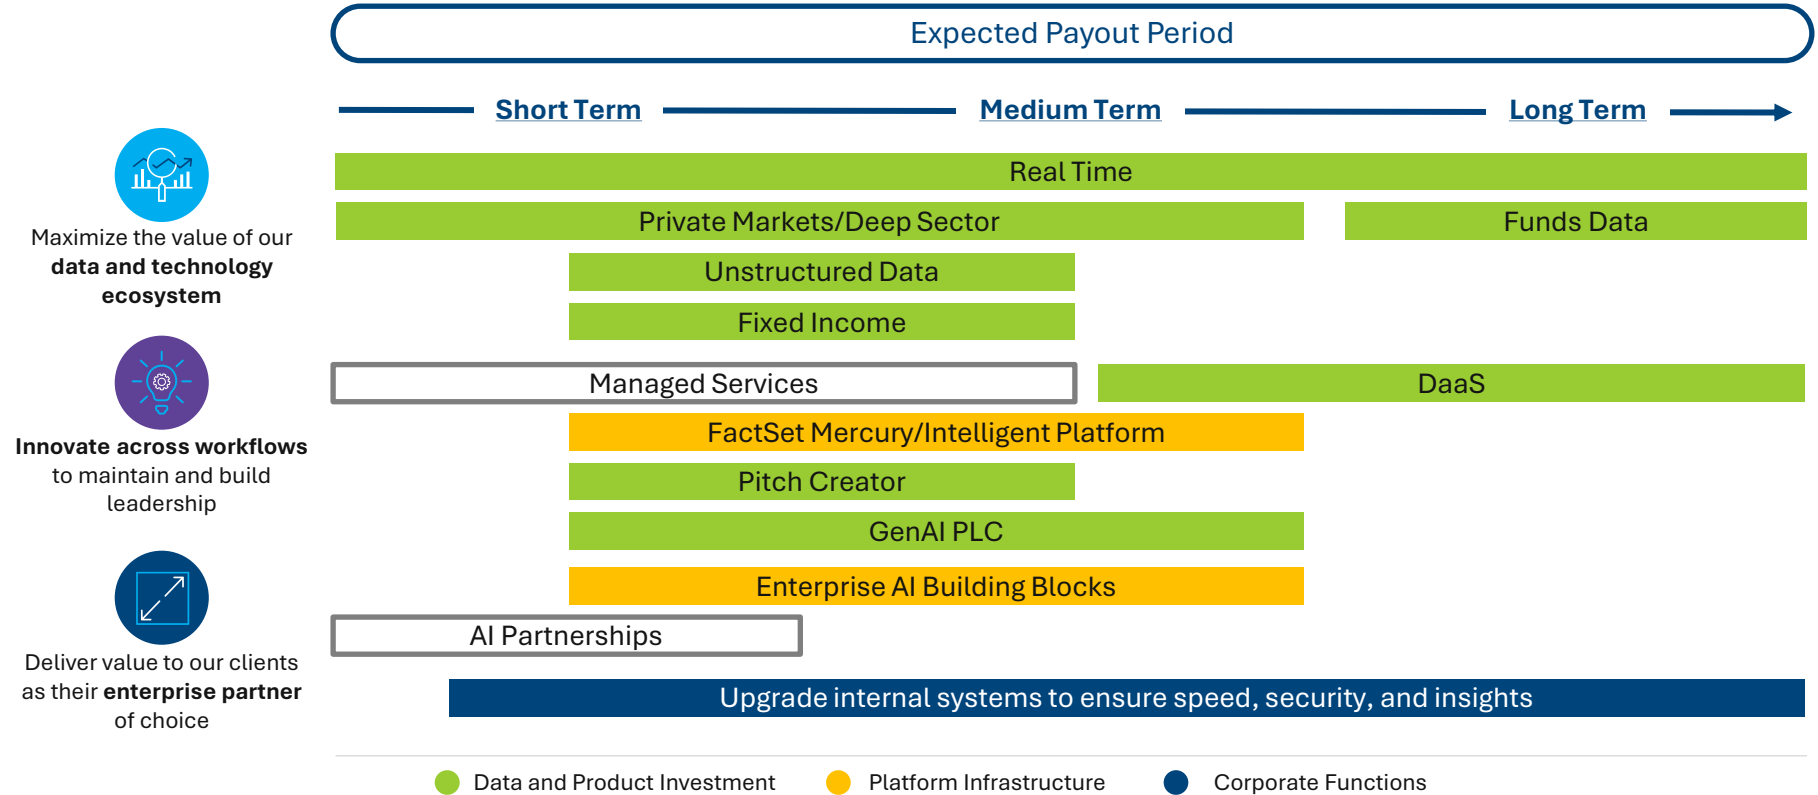 Expected Payout Period
Short Term
Medium Term
Long Term
Maximize the value of our
data and technology
ecosystem
Real Time
Private Markets/Deep Sector
Funds Data
Unstructured Data
Fixed Income
Innovate across workflows
to maintain and build
leadership
Managed Services
DaaS
FactSet Mercury/Intelligent Platform
Pitch Creator
GenAI PLC
Deliver value to our clients
as their enterprise partner
of choice
Enterprise AI Building Blocks
AI Partnerships
Upgrade internal systems to ensure speed, security, and insights
Data and Product Investment
Platform Infrastructure
Corporate Functions